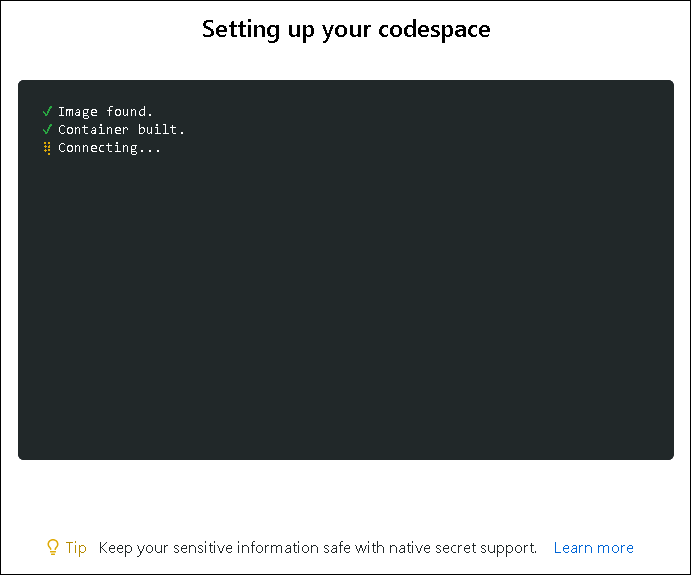 Setting up your codespace
✓ Image found.
✓ Container built.
Connecting...
Tip Keep your sensitive information safe with native secret support. Learn more